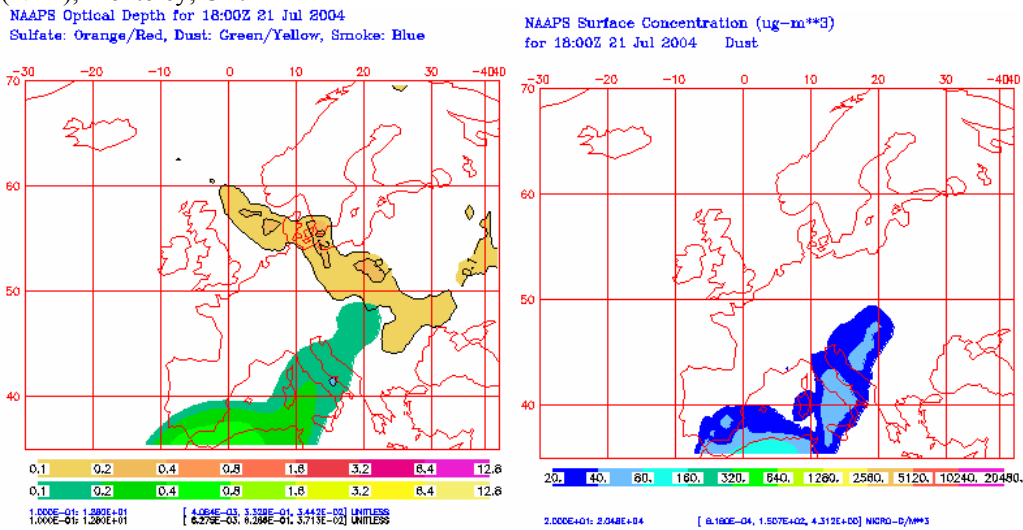 NAAPS Optical Depth for 18:00Z 21 Jul 2004
Sulfate: Orange/Red, Dust: Green/Yellow, Smoke: Blue
-30 -20 -10 0 10 20 30
70
60
50
40
0.1 0.2 0.4 0.8 1.6 3.2 6.4 12.8
0.1 0.2 0.4 0.8 1.6 3.2 6.4 12.8
1.000E-01: 1.280E+01
1.000E-01: 1.280E+01
UNITLESS
UNITLESS
NAAPS Surface Concentration (ug-m**3)
for 18:00Z 21 Jul 2004 Dust
-30 -20 -10 0 10 20 30
70
60
50
40
20. 40. 80. 160. 320. 640. 1280. 2560. 5120. 10240. 20480.
2.000E+01: 2.048E+04